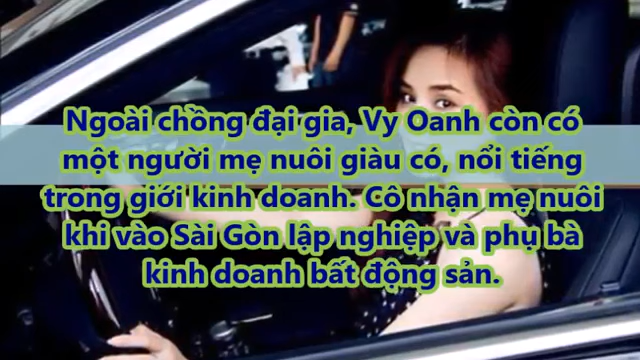 Ngoài chồng đại gia, Vy Oanh còn có
một người mẹ nuôi giàu có, nổi tiếng
trong giới kinh doanh. Cô nhận mẹ nuôi
khi vào Sài Gòn lập nghiệp và phụ bà
kinh doanh bất động sản.